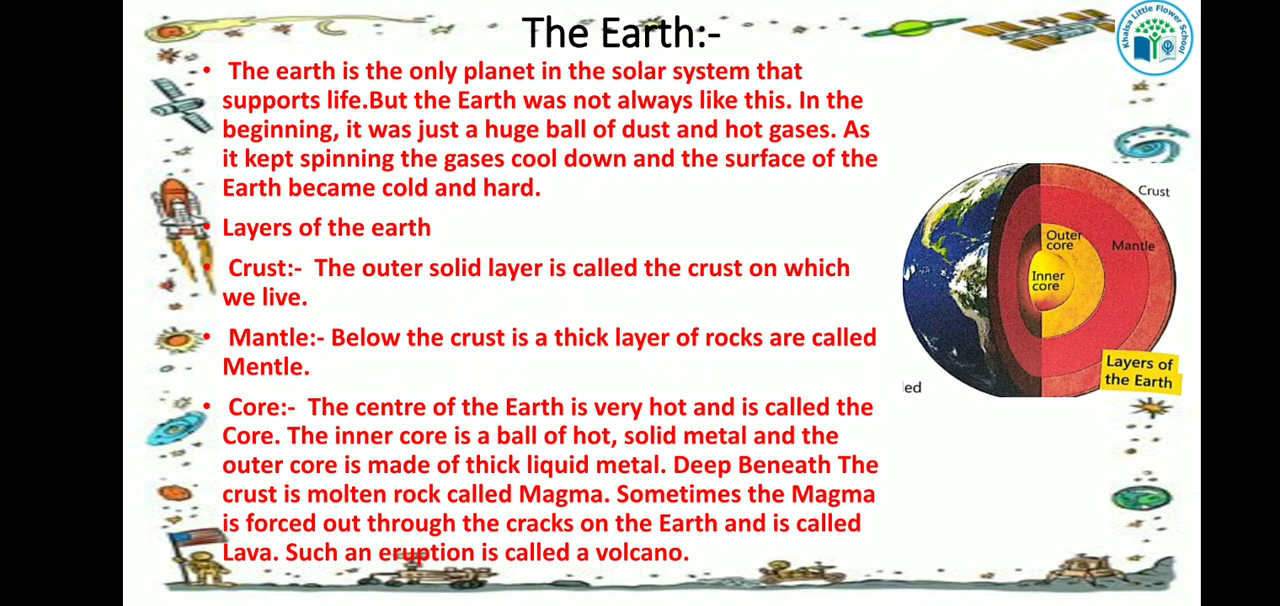 The Earth:-
Khalsa Little Flower School
• The earth is the only planet in the solar system that
supports life.But the Earth was not always like this. In the
beginning, it was just a huge ball of dust and hot gases. As
it kept spinning the gases cool down and the surface of the
Earth became cold and hard.
• Layers of the earth
• Crust:- The outer solid layer is called the crust on which
we live.
• Mantle:- Below the crust is a thick layer of rocks are called
Mentle.
• Core:- The centre of the Earth is very hot and is called the
Core. The inner core is a ball of hot, solid metal and the
outer core is made of thick liquid metal. Deep Beneath The
crust is molten rock called Magma. Sometimes the Magma
is forced out through the cracks on the Earth and is called
Lava. Such an eruption is called a volcano.
Crust
Outer
core
Mantle
Inner
core
Layers of
the Earth
led